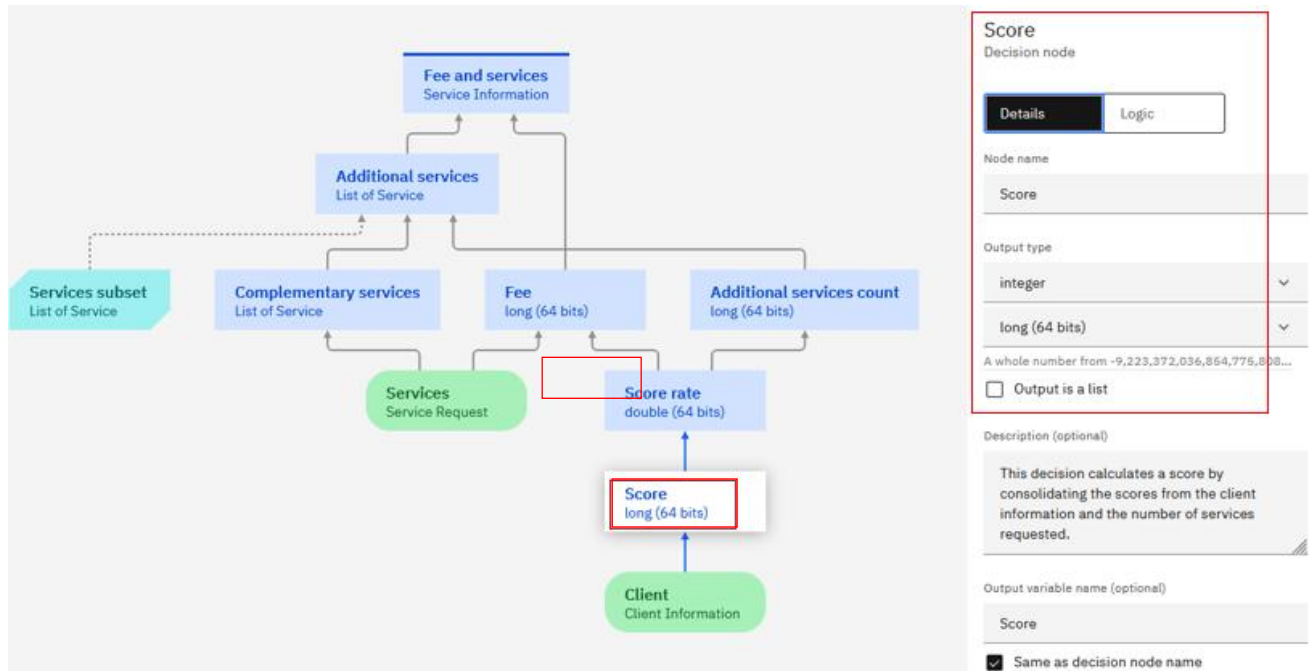 Fee and services
Service Information
Additional services
List of Service
Services subset
List of Service
Complementary services
List of Service
Fee
long (64 bits)
Additional services count
long (64 bits)
Services
Service Request
Score rate
double (64 bits)
Score
long (64 bits)
Client
Client Information
Score
Decision node
Details
Logic
Node name
Score
Output type
integer
long (64 bits)
A whole number from -9,223,372,036,854,775,808...
Output is a list
Description (optional)
This decision calculates a score by
consolidating the scores from the client
information and the number of services
requested.
Output variable name (optional)
Score
Same as decision node name